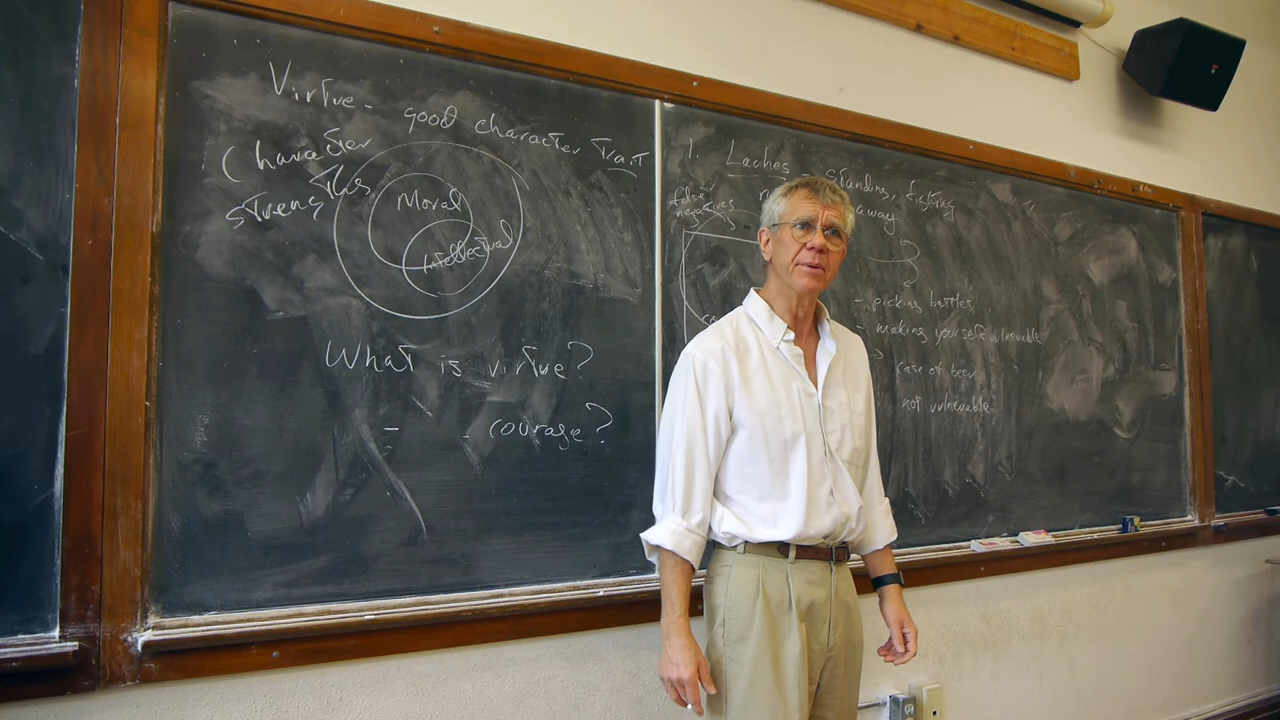 Virtue - good character trait
Character
strengths
Moral
Intellectual
What is virtue?
- - courage?
1. Laches - standing, fighting
away
false
negatives
- picking battles
- making yourself vulnerable
case of beer
not vulnerable